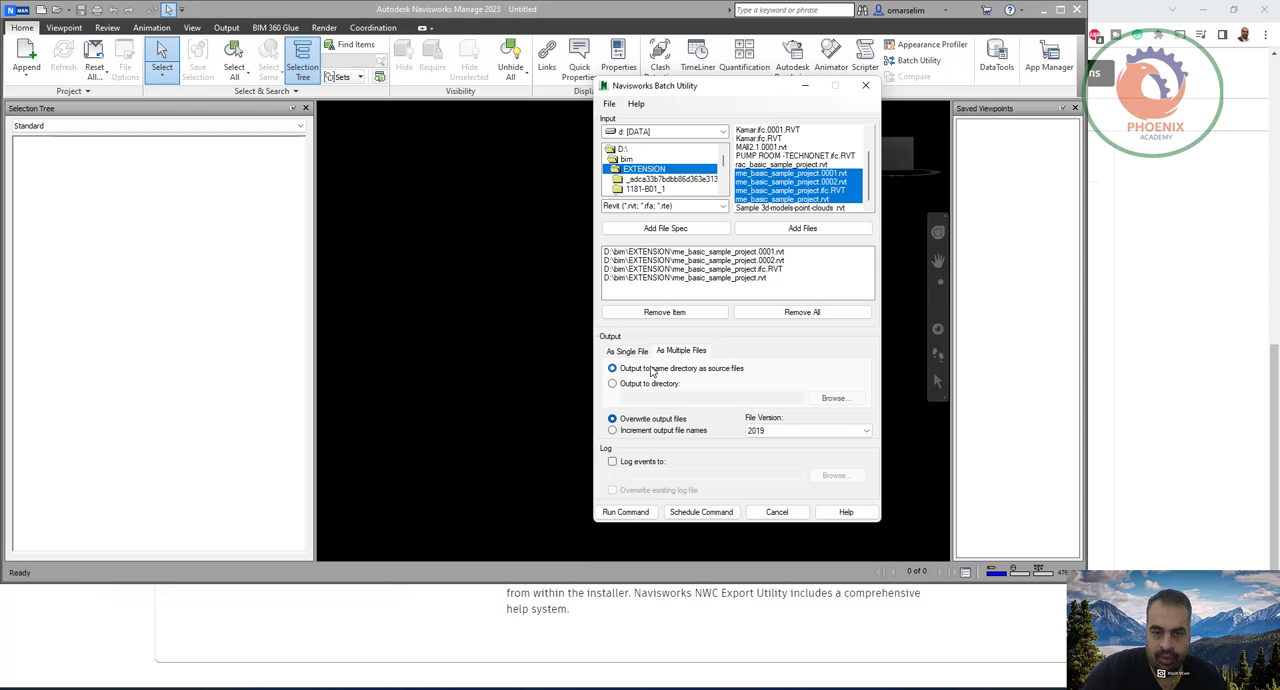 MAN
Autodesk Navisworks Manage 2023 Untitled
Type a keyword or phrase
omarselim
Home Viewpoint Review Animation View Output BIM 360 Glue Render Coordination
Append
Refresh
Reset All...
File Options
Project
Select
Save Selection
Select All
Select Same
Selection Tree
Find Items
Sets
Select & Search
Hide
Require
Hide Unselected
Unhide All
Visibility
Links
Quick Properties
Properties
TimeLiner
Quantification
Autodesk
Animator
Scripter
Appearance Profiler
Batch Utility
Compare
DataTools
App Manager
PHOENIX
ACADEMY
Selection Tree
Standard
Saved Viewpoints
Navisworks Batch Utility
File Help
Input
d: [DATA]
D:\
bim
EXTENSION
_adca33b7bdbb86d363e313
1181-B01_1
Revit (*.rvt; *.rfa; *.rte)
Kamar.ifc.0001.RVT
Kamar.ifc.RVT
MAll2.1.0001.rvt
PUMP ROOM -TECHNONET.ifc.RVT
rac_basic_sample_project.rvt
rme_basic_sample_project.0001.rvt
rme_basic_sample_project.0002.rvt
rme_basic_sample_project.ifc.RVT
rme_basic_sample_project.rvt
Sample 3d-models-point-clouds .rvt
Add File Spec
Add Files
D:\bim\EXTENSION\rme_basic_sample_project.0001.rvt
D:\bim\EXTENSION\rme_basic_sample_project.0002.rvt
D:\bim\EXTENSION\rme_basic_sample_project.ifc.RVT
D:\bim\EXTENSION\rme_basic_sample_project.rvt
Remove Item
Remove All
Output
As Single File
As Multiple Files
Output to same directory as source files
Output to directory:
Browse...
Overwrite output files
Increment output file names
File Version:
2019
Log
Log events to:
Browse...
Overwrite existing log file
Run Command
Schedule Command
Cancel
Help
Ready
0 of 0
from within the installer. Navisworks NWC Export Utility includes a comprehensive
help system.
XSplit VCam